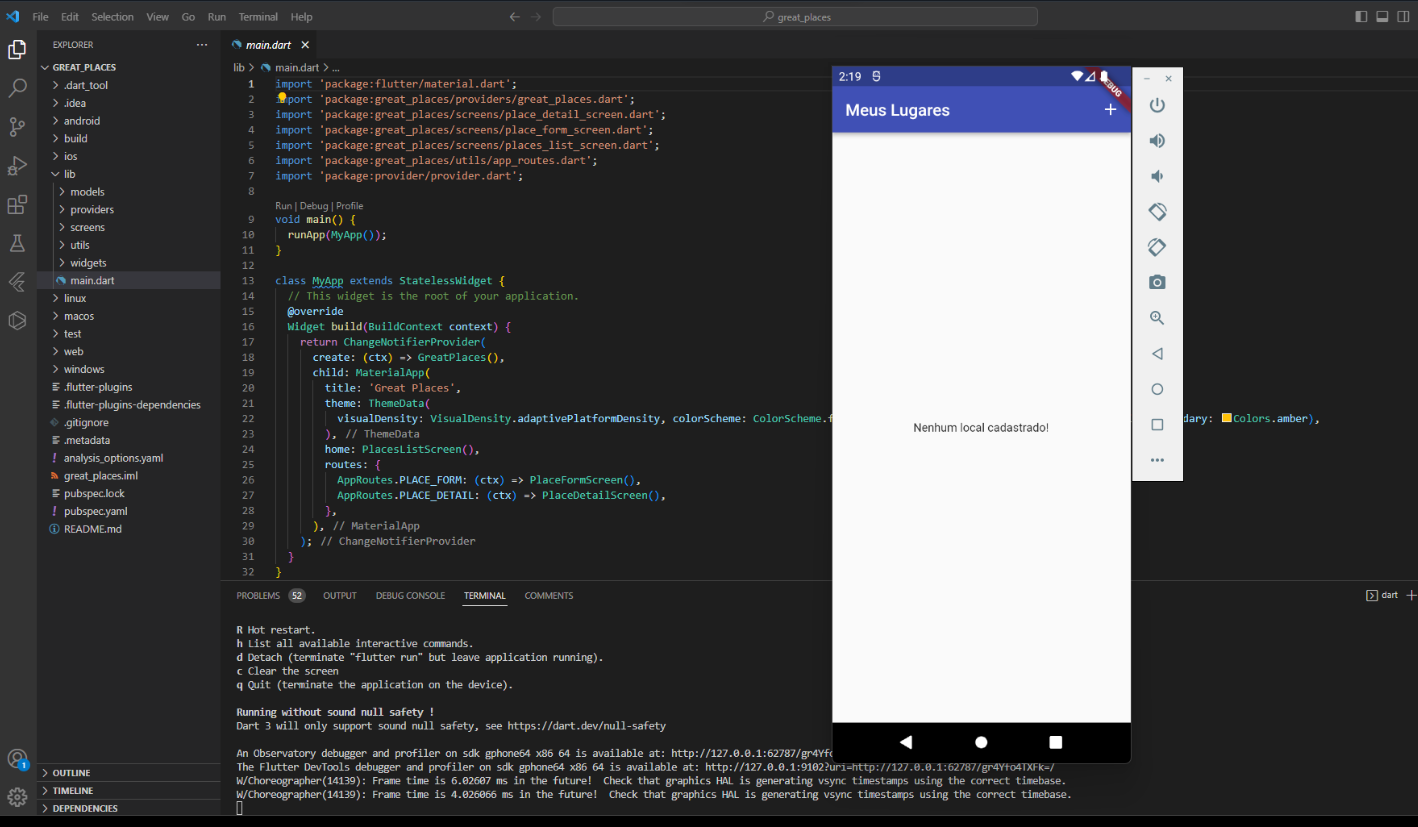 File Edit Selection View Go Run Terminal Help
great_places
EXPLORER
GREAT_PLACES
.dart_tool
.idea
android
build
ios
lib
models
providers
screens
utils
widgets
main.dart
linux
macos
test
web
windows
.flutter-plugins
.flutter-plugins-dependencies
.gitignore
.metadata
analysis_options.yaml
great_places.iml
pubspec.lock
pubspec.yaml
README.md
OUTLINE
TIMELINE
DEPENDENCIES
1
main.dart
lib > main.dart > ...
1 import 'package:flutter/material.dart';
2 import 'package:great_places/providers/great_places.dart';
3 import 'package:great_places/screens/place_detail_screen.dart';
4 import 'package:great_places/screens/place_form_screen.dart';
5 import 'package:great_places/screens/places_list_screen.dart';
6 import 'package:great_places/utils/app_routes.dart';
7 import 'package:provider/provider.dart';
8
Run | Debug | Profile
9 void main() {
10 runApp(MyApp());
11 }
12
13 class MyApp extends StatelessWidget {
14 // This widget is the root of your application.
15 @override
16 Widget build(BuildContext context) {
17 return ChangeNotifierProvider(
18 create: (ctx) => GreatPlaces(),
19 child: MaterialApp(
20 title: 'Great Places',
21 theme: ThemeData(
22 visualDensity: VisualDensity.adaptivePlatformDensity, colorScheme: ColorScheme.f dary: Colors.amber),
23 ), // ThemeData
24 home: PlacesListScreen(),
25 routes: {
26 AppRoutes.PLACE_FORM: (ctx) => PlaceFormScreen(),
27 AppRoutes.PLACE_DETAIL: (ctx) => PlaceDetailScreen(),
28 },
29 ), // MaterialApp
30 ); // ChangeNotifierProvider
31 }
32 }
PROBLEMS 52 OUTPUT DEBUG CONSOLE TERMINAL COMMENTS
dart
R Hot restart.
h List all available interactive commands.
d Detach (terminate "flutter run" but leave application running).
c Clear the screen
q Quit (terminate the application on the device).
Running without sound null safety !
Dart 3 will only support sound null safety, see https://dart.dev/null-safety
An Observatory debugger and profiler on sdk gphone64 x86 64 is available at: http://127.0.0.1:62787/gr4Yfo
The Flutter DevTools debugger and profiler on sdk gphone64 x86 64 is available at: http://127.0.0.1:9102?uri=http://127.0.0.1:62787/gr4Yfo4TXFk=/
W/Choreographer(14139): Frame time is 6.02607 ms in the future! Check that graphics HAL is generating vsync timestamps using the correct timebase.
W/Choreographer(14139): Frame time is 4.026066 ms in the future! Check that graphics HAL is generating vsync timestamps using the correct timebase.
2:19
Meus Lugares
Nenhum local cadastrado!